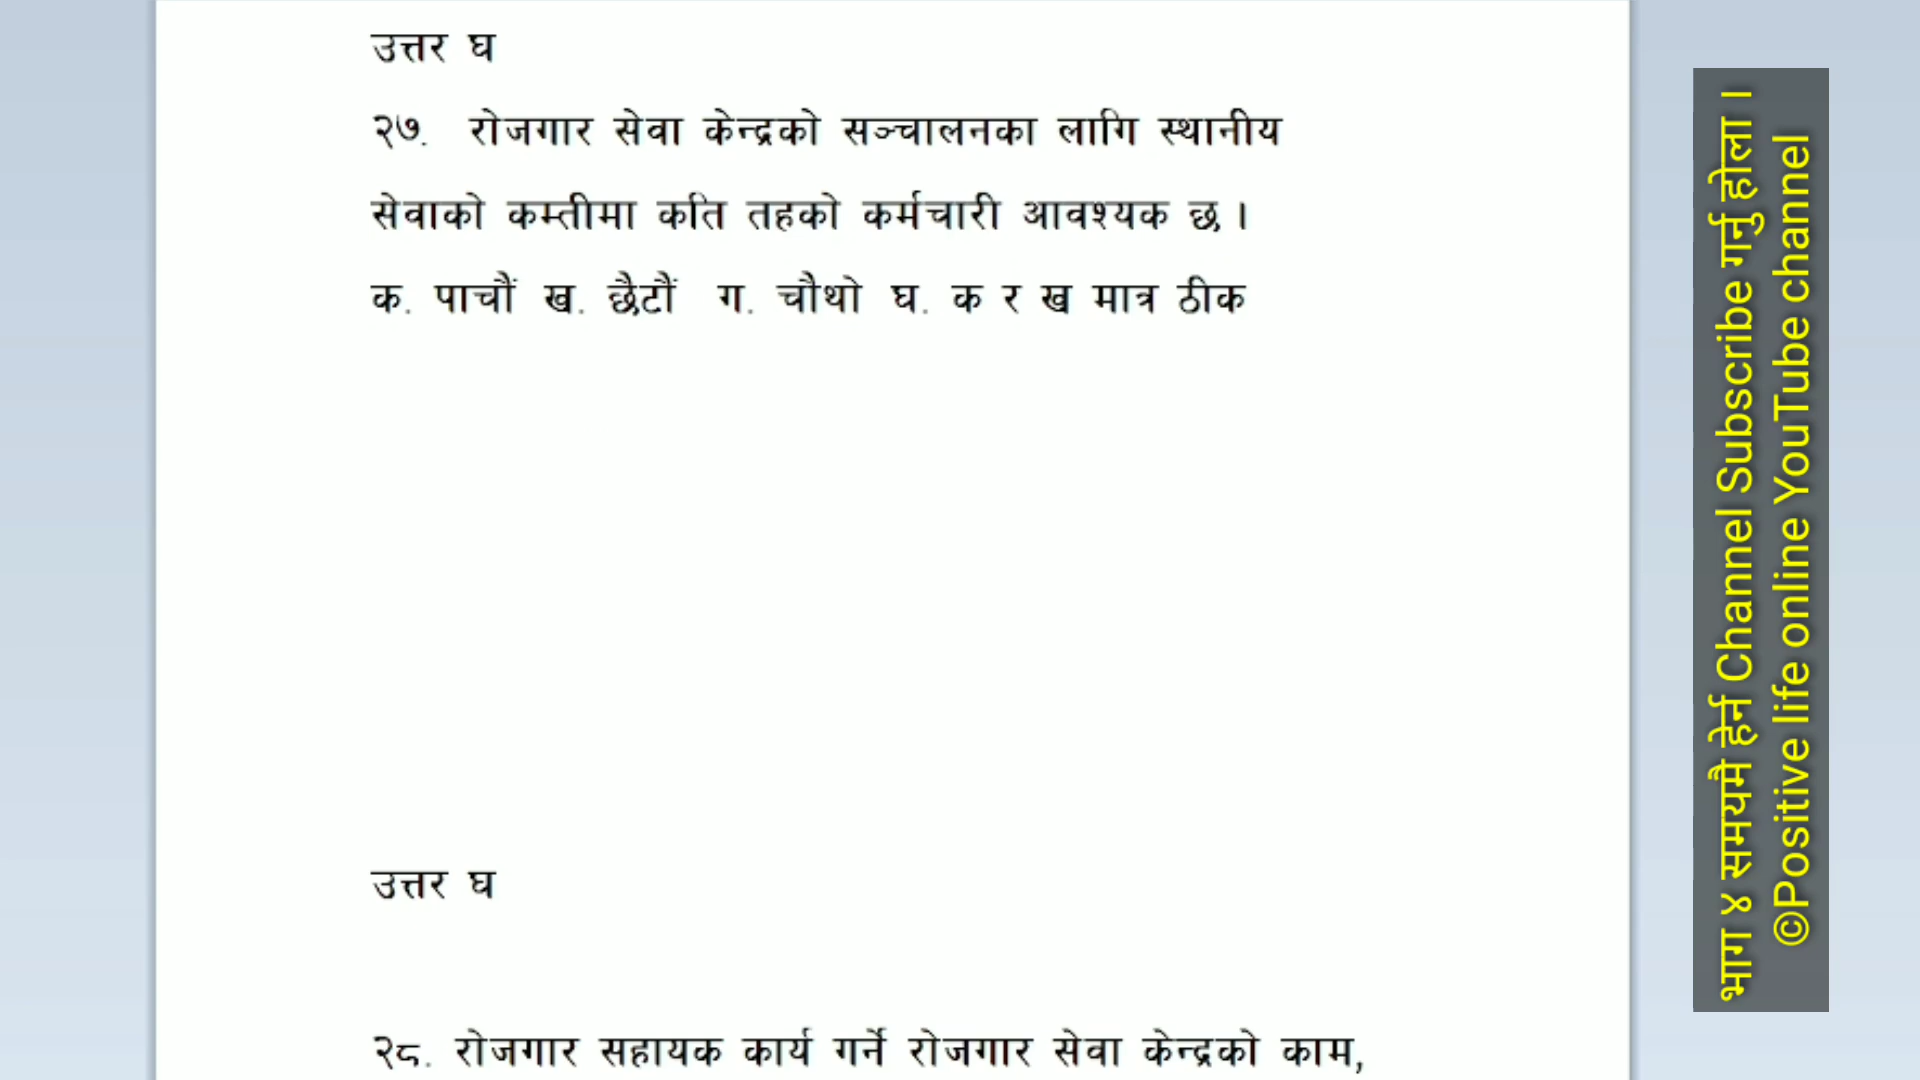 उत्तर घ
२७. रोजगार सेवा केन्द्रको सञ्चालनका लागि स्थानीय
सेवाको कम्तीमा कति तहको कर्मचारी आवश्यक छ ।
क. पाचौं ख. छैटौं ग. चौथो घ. क र ख मात्र ठीक
उत्तर घ
२८. रोजगार सहायक कार्य गर्ने रोजगार सेवा केन्द्रको काम,
भाग ४ समयमै हेर्न Channel Subscribe गर्नु होला ।
©Positive life online YouTube channel